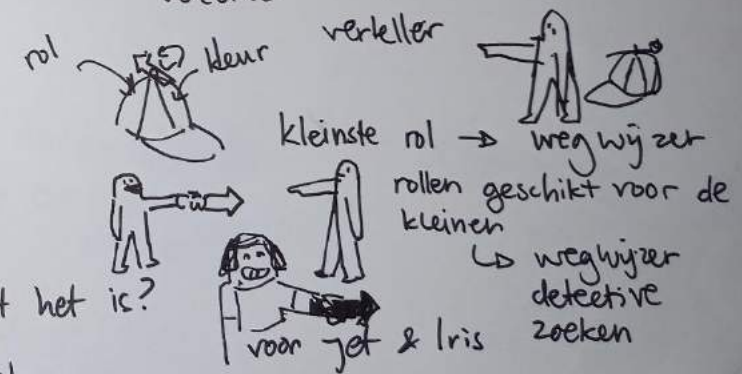 rol
kleur
verteller
kleinste rol → wegwijzer
rollen geschikt voor de
kleinen
↳ wegwijzer
detective
zoeken
het is?
voor Jet & Iris